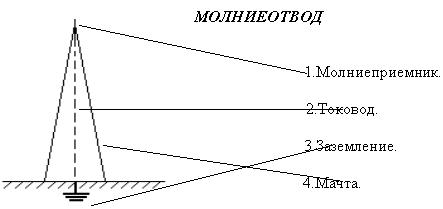 МОЛНИЕОТВОД
1.Молниеприемник.
2.Токовод.
3.Заземление.
4.Мачта.